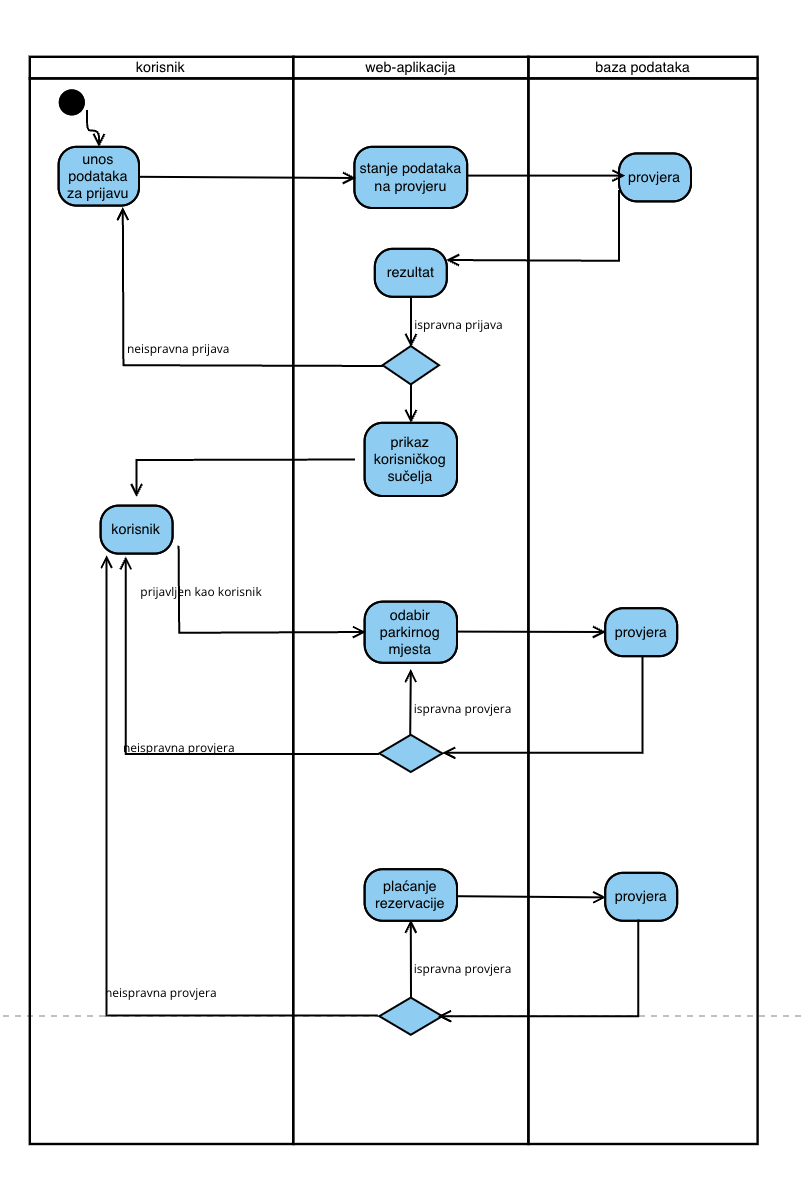 korisnik
web-aplikacija
baza podataka
unos
podataka
za prijavu
stanje podataka
na provjeru
provjera
rezultat
ispravna prijava
neispravna prijava
prikaz
korisničkog
sučelja
korisnik
prijavljen kao korisnik
odabir
parkirnog
mjesta
provjera
ispravna provjera
neispravna provjera
plaćanje
rezervacije
provjera
ispravna provjera
neispravna provjera